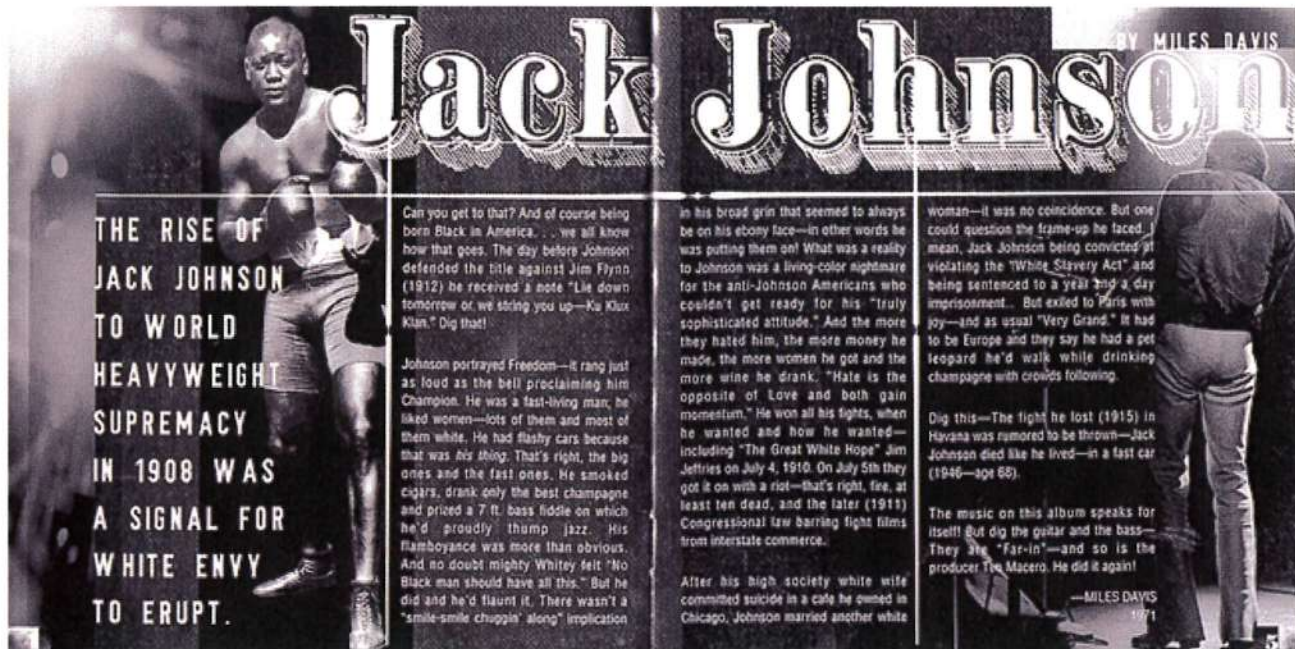 Jack Johnson
BY MILES DAVIS
THE RISE OF
JACK JOHNSON
TO WORLD
HEAVYWEIGHT
SUPREMACY
IN 1908 WAS
A SIGNAL FOR
WHITE ENVY
TO ERUPT.
Can you get to that? And of course being
born Black in America. . . we all know
how that goes. The day before Johnson
defended the title against Jim Flynn
(1912) he received a note "Lie down
tomorrow or we string you up—Ku Klux
Klan." Dig that!
Johnson portrayed Freedom—it rang just
as loud as the bell proclaiming him
Champion. He was a fast-living man; he
liked women—lots of them and most of
them white. He had flashy cars because
that was his thing. That's right, the big
ones and the fast ones. He smoked
cigars, drank only the best champagne
and prized a 7 ft. bass fiddle on which
he'd proudly thump jazz. His
flamboyance was more than obvious.
And no doubt mighty Whitey felt "No
Black man should have all this." But he
did and he'd flaunt it. There wasn't a
"smile-smile chuggin' along" implication
in his broad grin that seemed to always
be on his ebony face—in other words he
was putting them on! What was a reality
to Johnson was a living-color nightmare
for the anti-Johnson Americans who
couldn't get ready for his "truly
sophisticated attitude." And the more
they hated him, the more money he
made, the more women he got and the
more wine he drank. "Hate is the
opposite of Love and both gain
momentum." He won all his fights, when
he wanted and how he wanted—
including "The Great White Hope" Jim
Jeffries on July 4, 1910. On July 5th they
got it on with a riot—that's right, fire, at
least ten dead, and the later (1911)
Congressional law barring fight films
from interstate commerce.
After his high society white wife
committed suicide in a cafe he owned in
Chicago, Johnson married another white
woman—it was no coincidence. But one
could question the frame-up he faced. I
mean, Jack Johnson being convicted at
violating the "White Slavery Act" and
being sentenced to a year and a day
imprisonment... But exiled to Paris with
joy—and as usual "Very Grand." It had
to be Europe and they say he had a pet
leopard he'd walk while drinking
champagne with crowds following.
Dig this—The fight he lost (1915) in
Havana was rumored to be thrown—Jack
Johnson died like he lived—in a fast car
(1946—age 68).
The music on this album speaks for
itself! But dig the guitar and the bass—
They are "Far-in"—and so is the
producer Teo Macero. He did it again!
—MILES DAVIS
1971
5